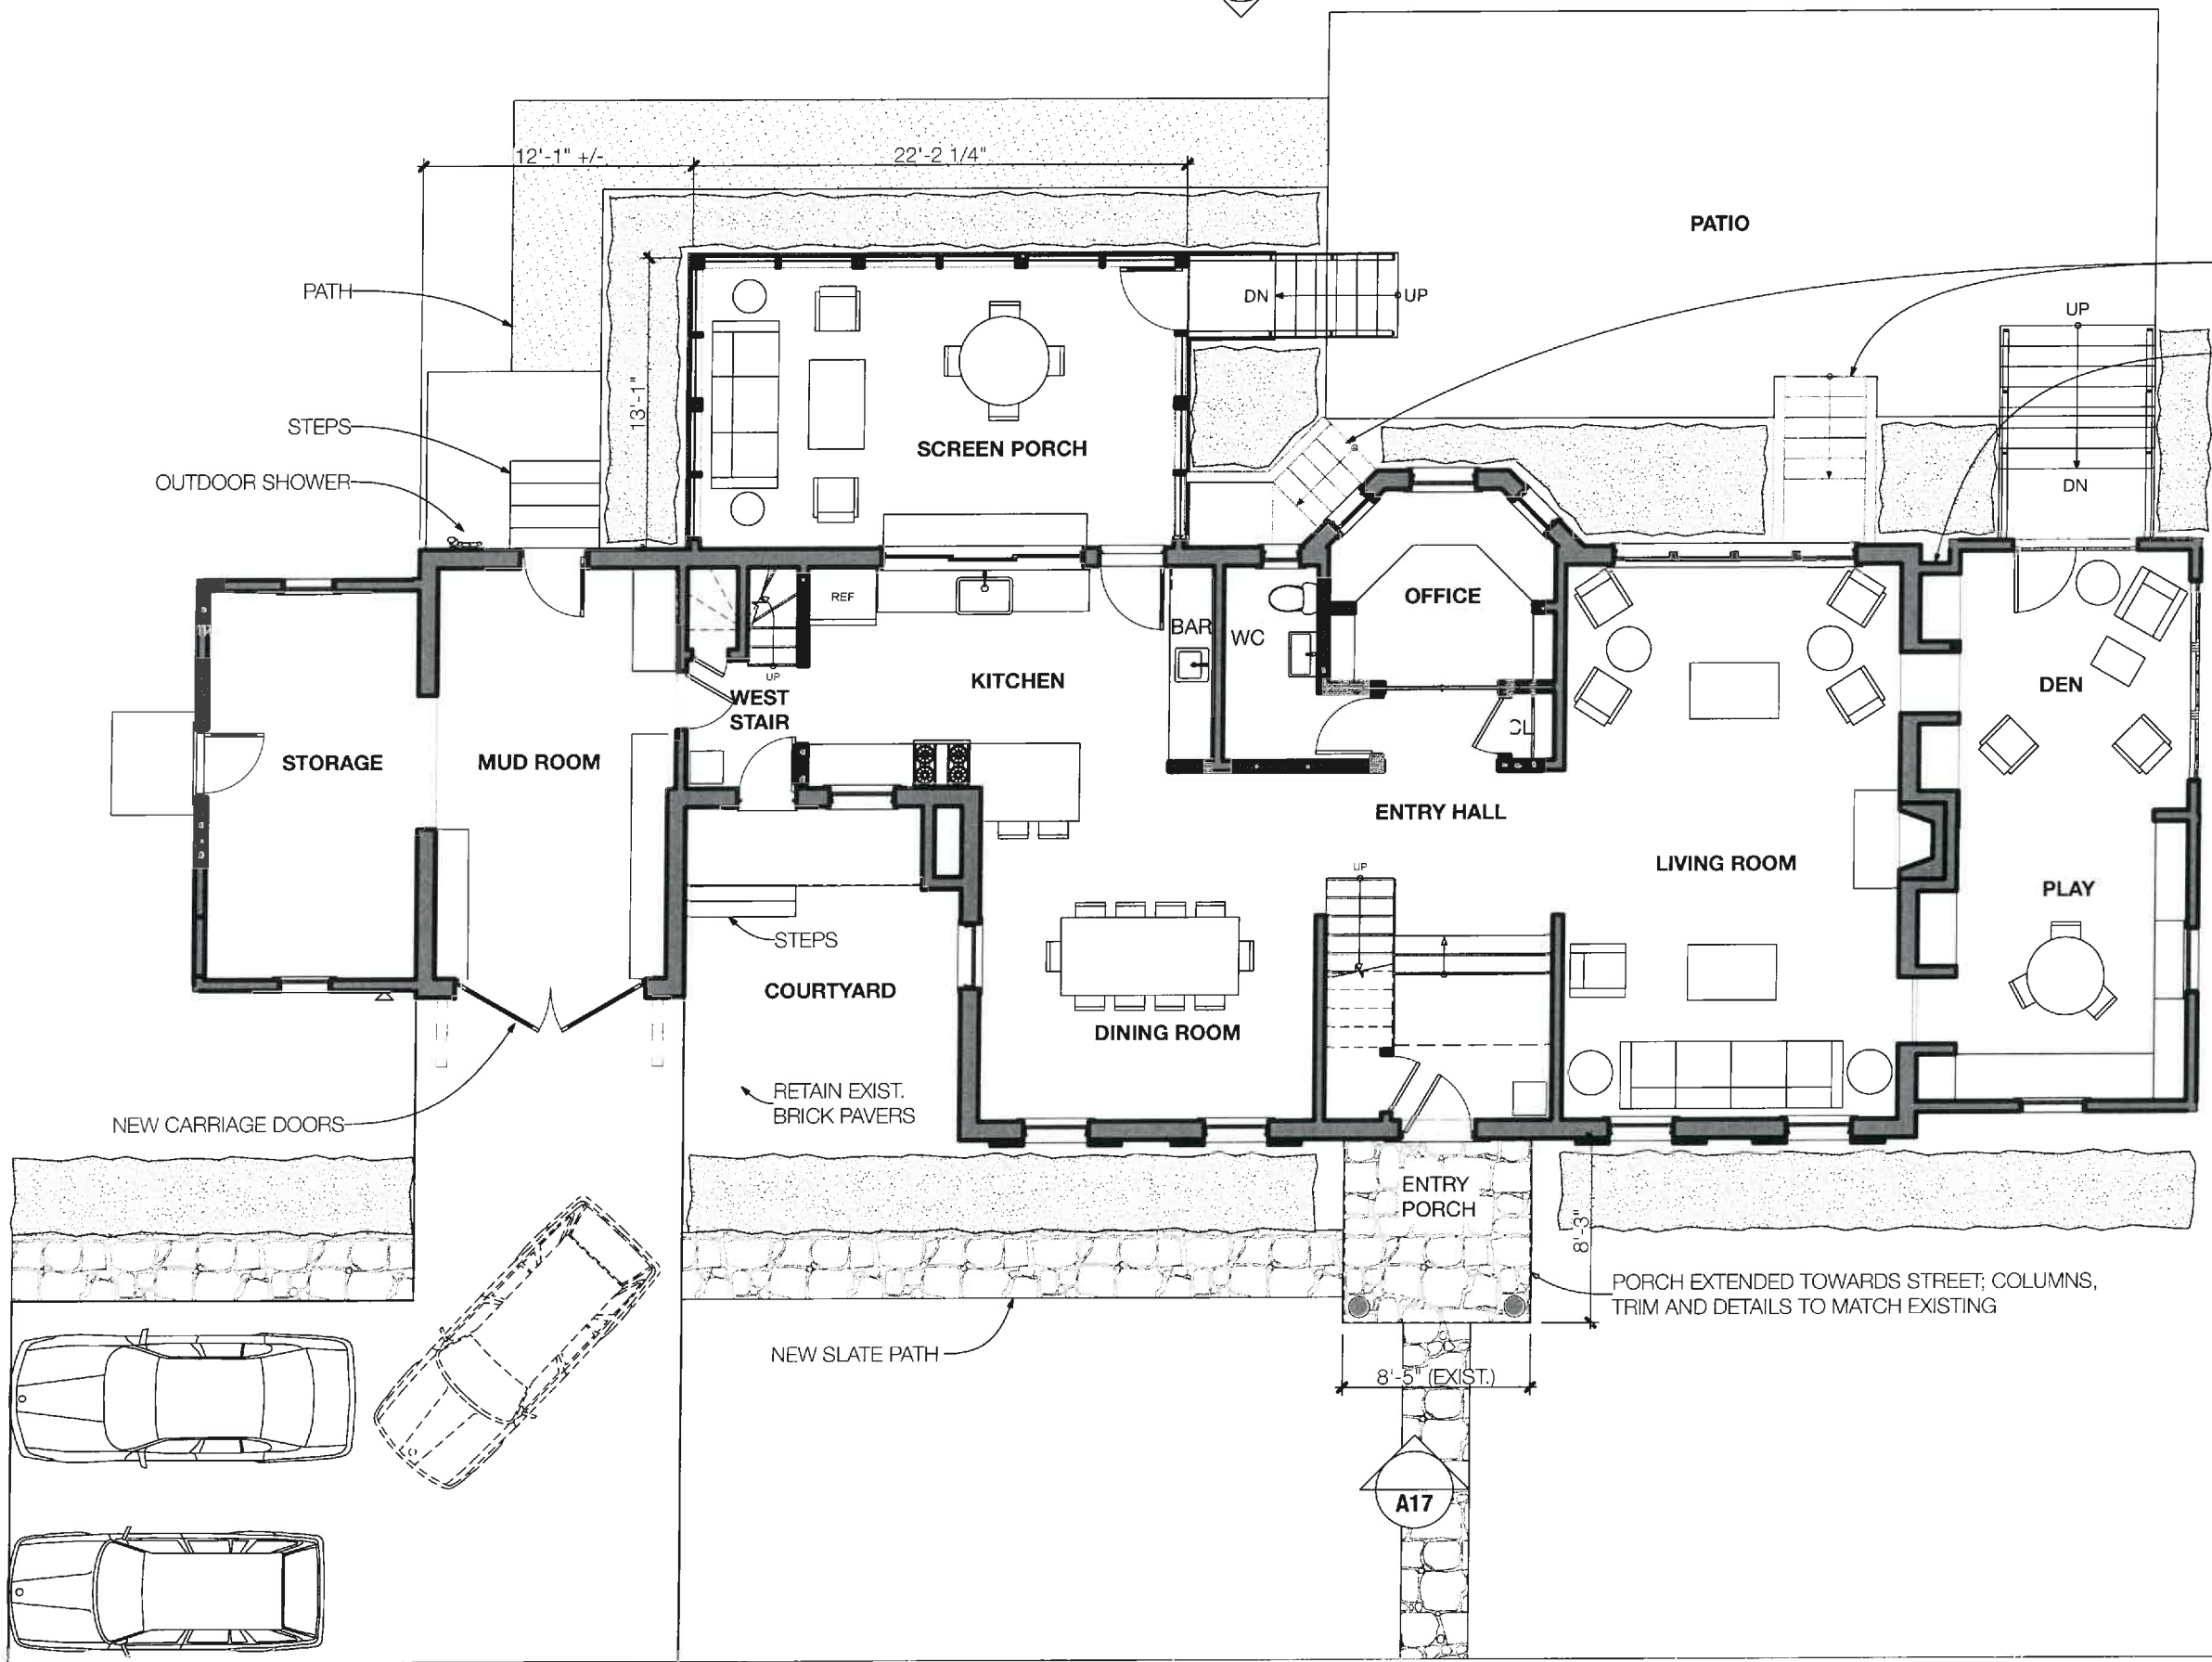 12'-1" +/-
22'-2 1/4"
PATIO
PATH
DN
UP
UP
13'-1"
STEPS
SCREEN PORCH
OUTDOOR SHOWER
DN
REF
OFFICE
BAR
WC
KITCHEN
DEN
UP
WEST
STAIR
CL
STORAGE
MUD ROOM
ENTRY HALL
UP
LIVING ROOM
PLAY
STEPS
COURTYARD
DINING ROOM
RETAIN EXIST.
BRICK PAVERS
NEW CARRIAGE DOORS
ENTRY
PORCH
8'-3"
PORCH EXTENDED TOWARDS STREET; COLUMNS,
TRIM AND DETAILS TO MATCH EXISTING
NEW SLATE PATH
8'-5" (EXIST.)
A17